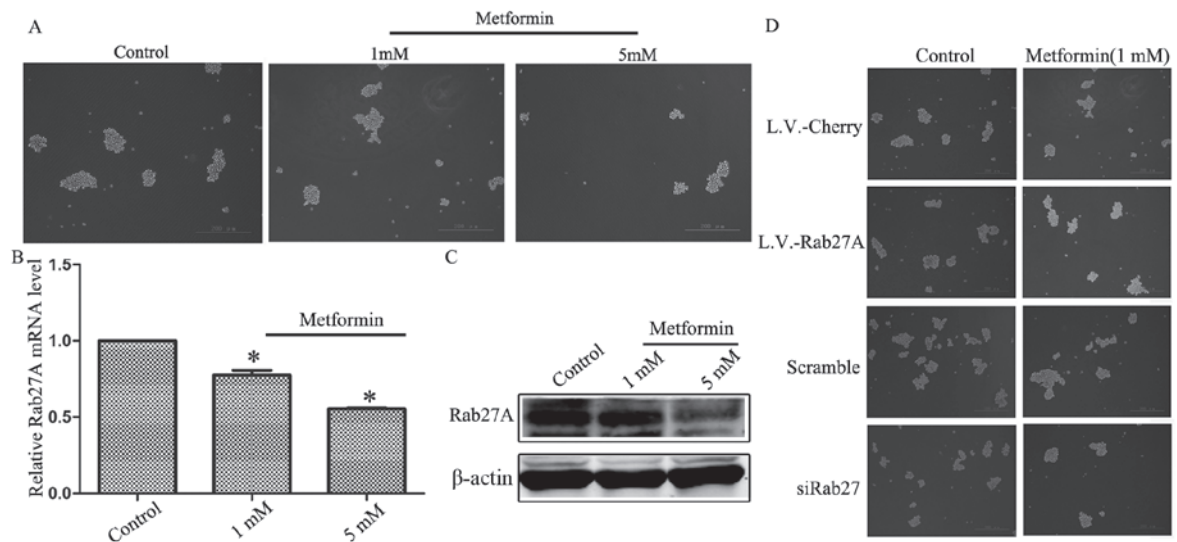 A
Metformin
Control
1mM
5mM
B
Relative Rab27A mRNA level
1.5
1.0
0.5
0.0
Metformin
*
*
Control
1 mM
5 mM
C
Metformin
Control
1 mM
5 mM
Rab27A
β-actin
D
Control
Metformin(1 mM)
L.V.-Cherry
L.V.-Rab27A
Scramble
siRab27